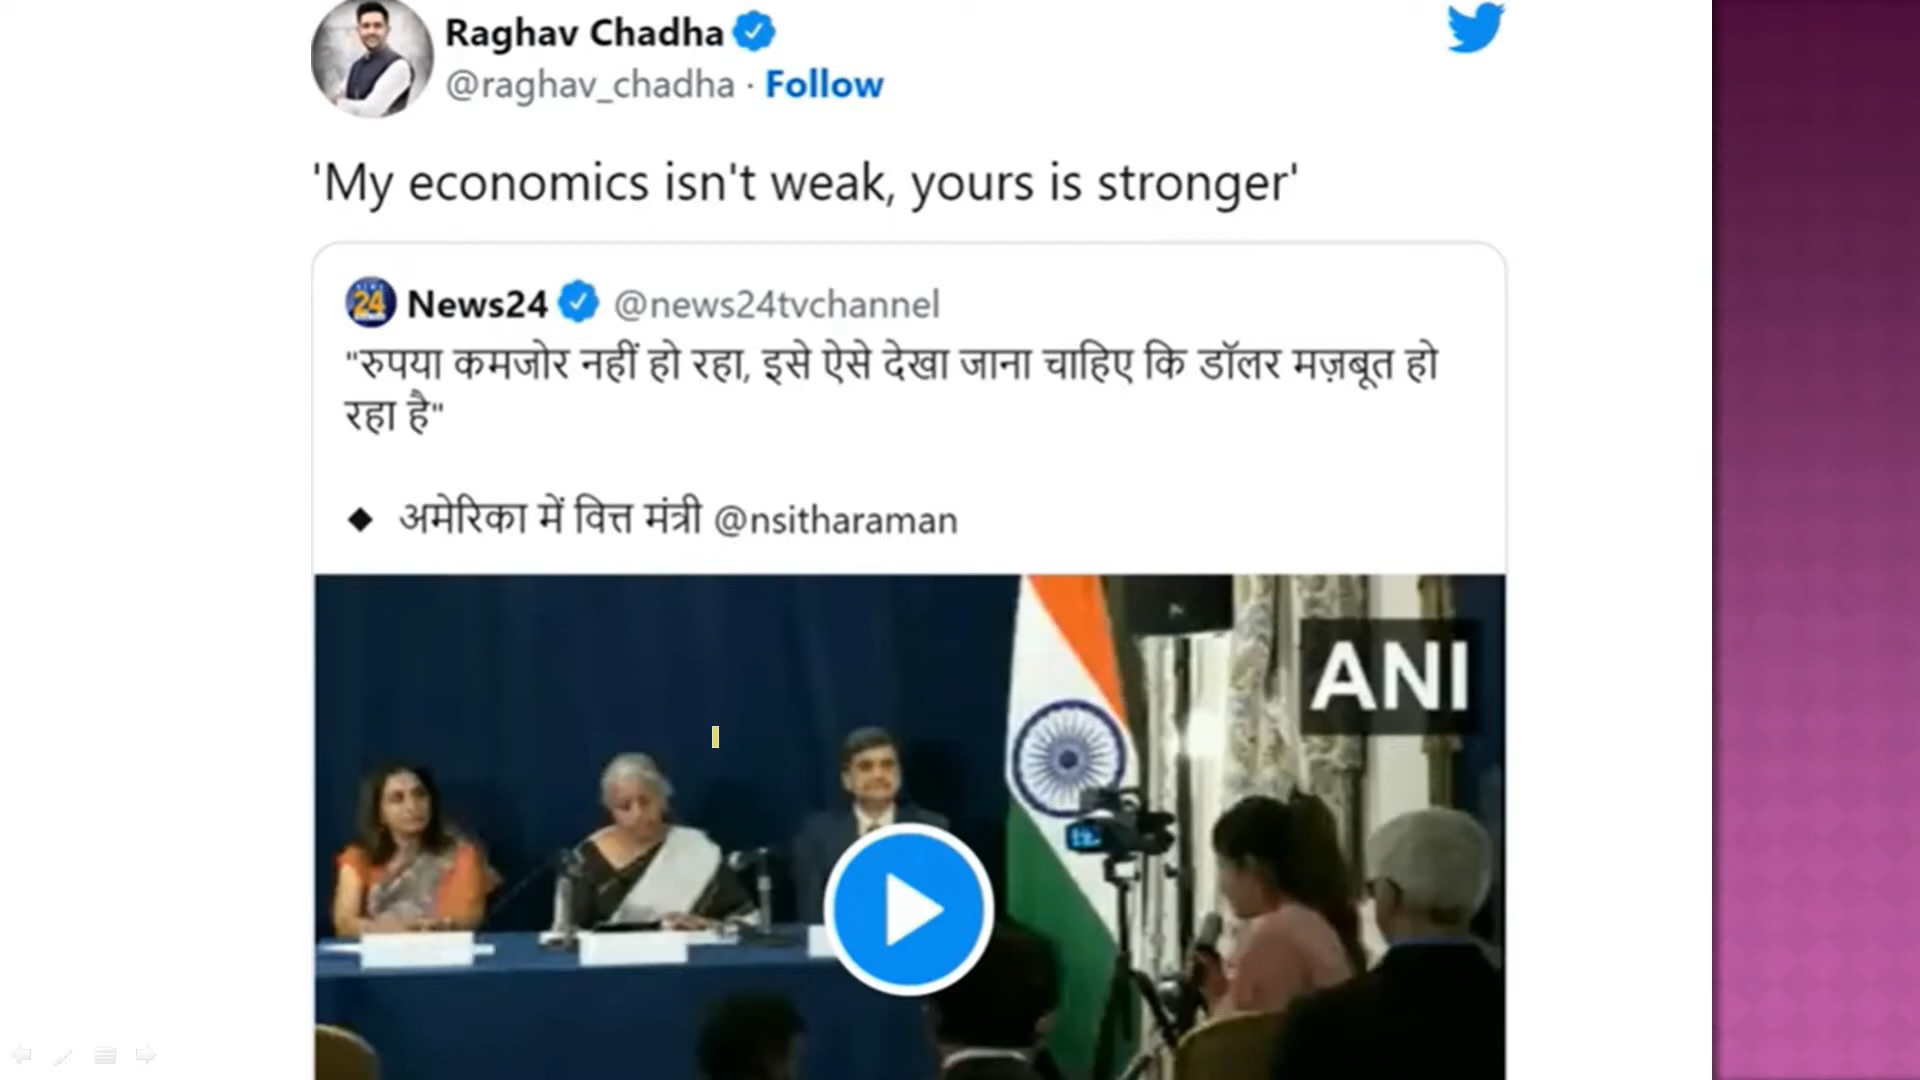 Raghav Chadha
@raghav_chadha · Follow
'My economics isn't weak, yours is stronger'
24
News24 @news24tvchannel
"रुपया कमजोर नहीं हो रहा, इसे ऐसे देखा जाना चाहिए कि डॉलर मज़बूत हो
रहा है"
◆ अमेरिका में वित्त मंत्री @nsitharaman
ANI